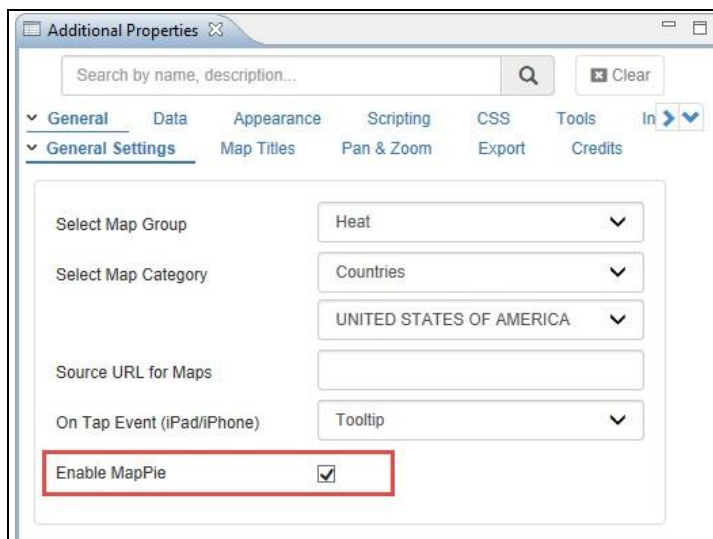 Additional Properties
Search by name, description...
Clear
General Data Appearance Scripting CSS Tools In
General Settings Map Titles Pan & Zoom Export Credits
Select Map Group Heat
Select Map Category Countries
UNITED STATES OF AMERICA
Source URL for Maps
On Tap Event (iPad/iPhone) Tooltip
Enable MapPie